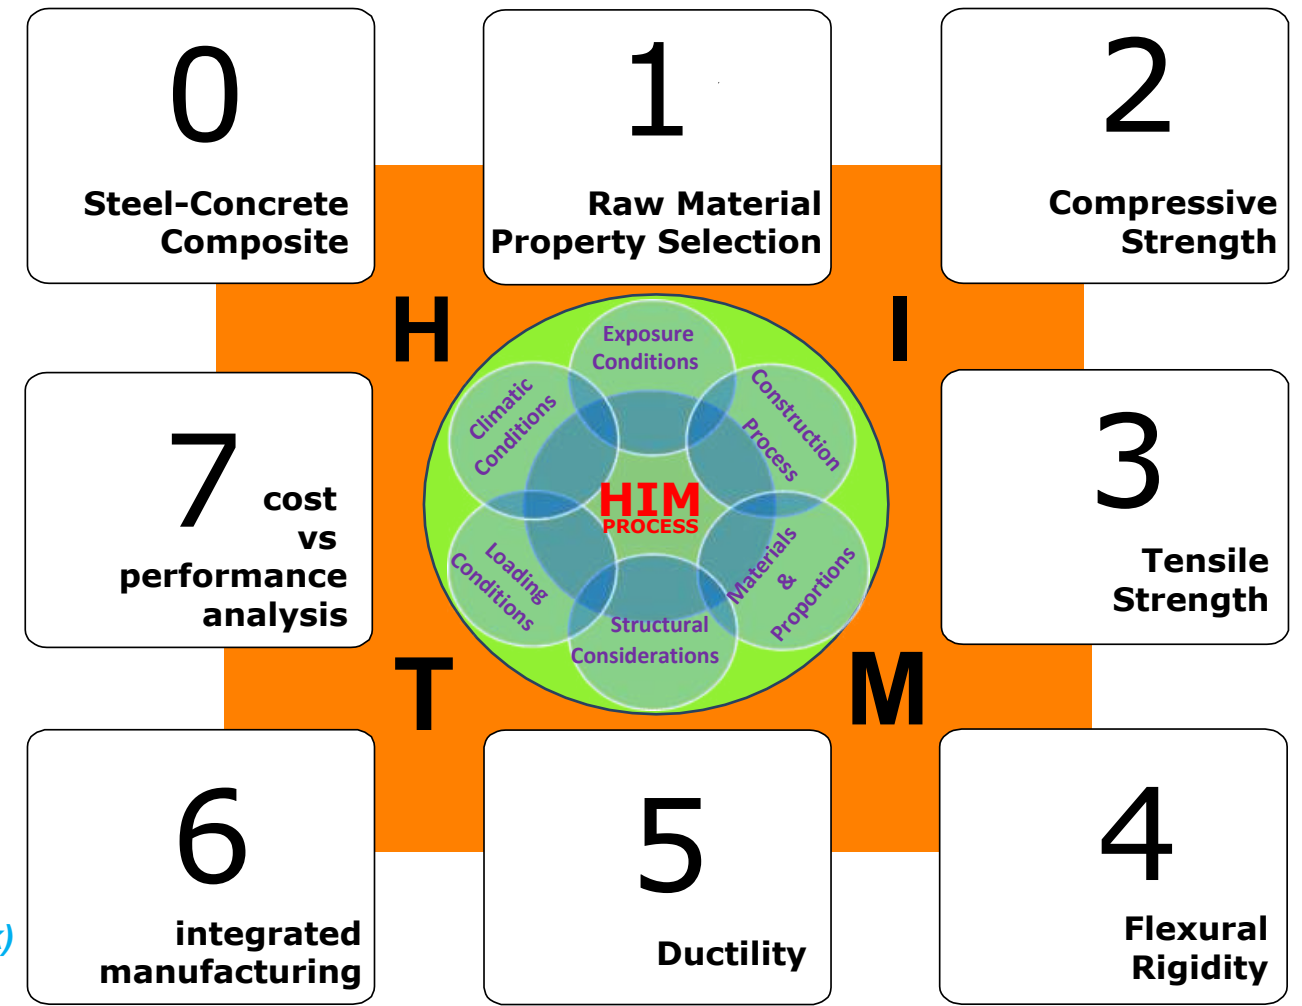 0
Steel-Concrete
Composite
1
Raw Material
Property Selection
2
Compressive
Strength
H
I
Exposure
Conditions
Climatic
Conditions
Construction
Process
7
cost
vs
performance
analysis
HIM
PROCESS
3
Tensile
Strength
Loading
Conditions
Materials
&
Proportions
Structural
Considerations
T
M
6
integrated
manufacturing
5
Ductility
4
Flexural
Rigidity